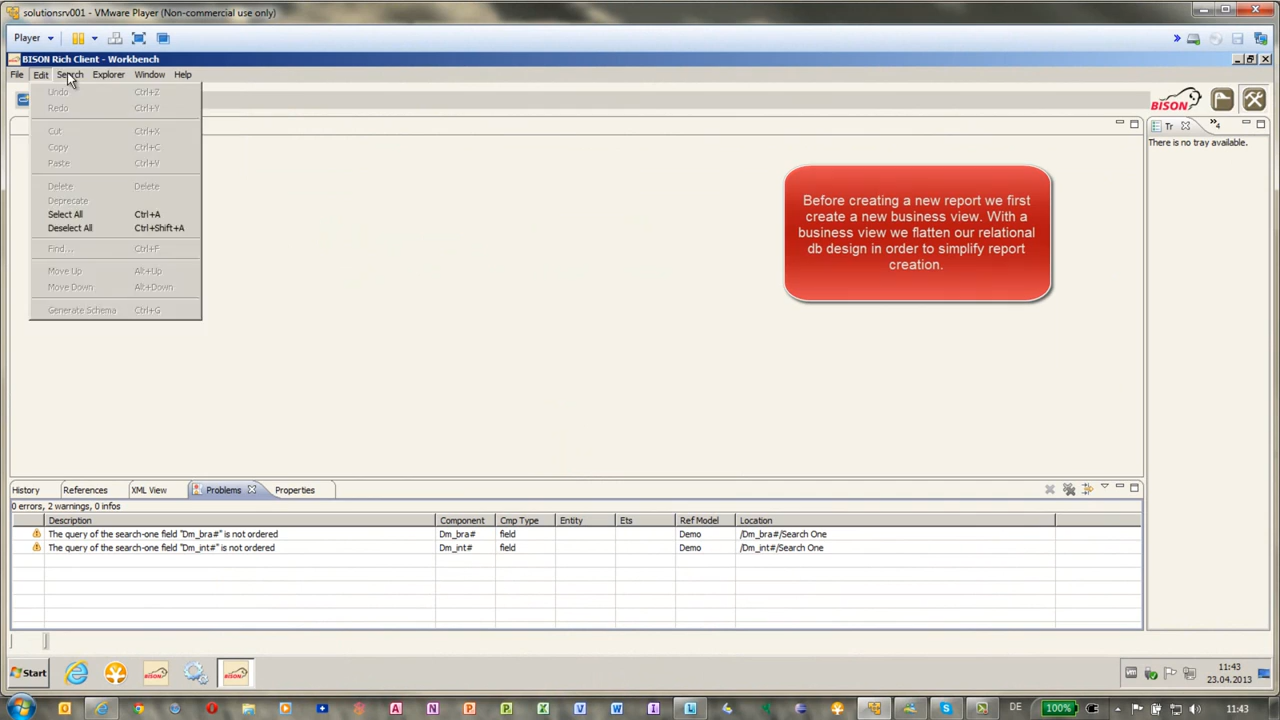 solutionsrv001 - VMware Player (Non-commercial use only)
Player
BISON Rich Client - Workbench
File Edit Search Explorer Window Help
Undo Ctrl+Z
Redo Ctrl+Y
Cut Ctrl+X
Copy Ctrl+C
Paste Ctrl+V
Delete Delete
Deprecate
Select All Ctrl+A
Deselect All Ctrl+Shift+A
Find... Ctrl+F
Move Up Alt+Up
Move Down Alt+Down
Generate Schema Ctrl+G
BISON
Tr 4
There is no tray available.
Before creating a new report we first
create a new business view. With a
business view we flatten our relational
db design in order to simplify report
creation.
History References XML View Problems Properties
0 errors, 2 warnings, 0 infos
Description Component Cmp Type Entity Ets Ref Model Location
The query of the search-one field "Dm_bra#" is not ordered Dm_bra# field Demo /Dm_bra#/Search One
The query of the search-one field "Dm_int#" is not ordered Dm_int# field Demo /Dm_int#/Search One
Start
11:43
23.04.2013
DE 100% 11:43